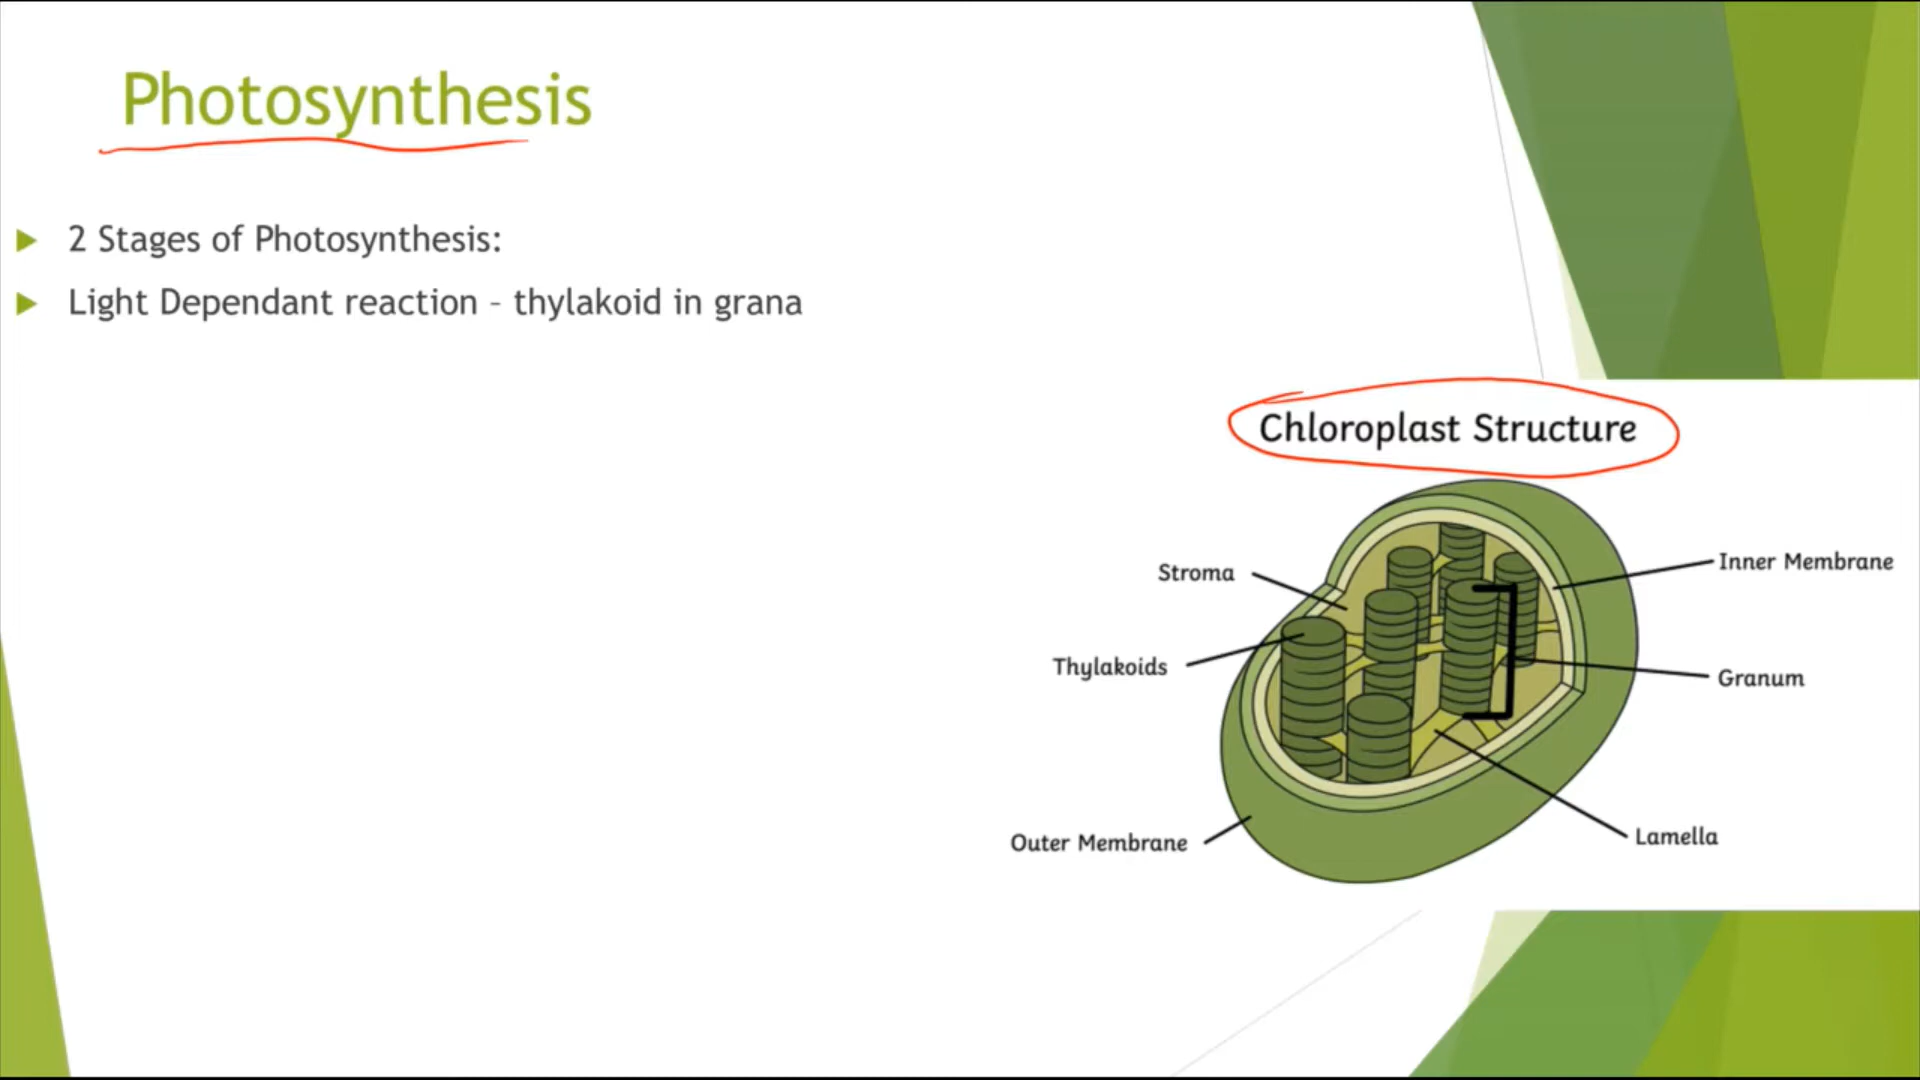 Photosynthesis
2 Stages of Photosynthesis:
Light Dependant reaction – thylakoid in grana
Chloroplast Structure
Stroma
Inner Membrane
Thylakoids
Granum
Outer Membrane
Lamella